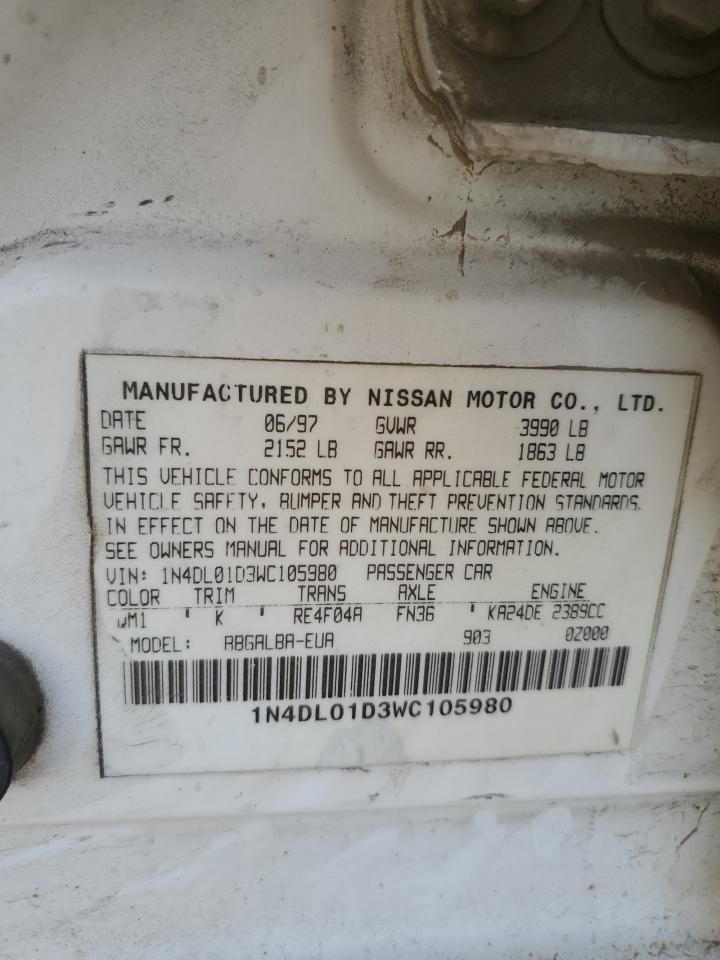 MANUFACTURED BY NISSAN MOTOR CO., LTD.
DATE 06/97 GVWR 3990 LB
GAWR FR. 2152 LB GAWR RR. 1863 LB
THIS VEHICLE CONFORMS TO ALL APPLICABLE FEDERAL MOTOR
VEHICLE SAFETY, BUMPER AND THEFT PREVENTION STANDARDS.
IN EFFECT ON THE DATE OF MANUFACTURE SHOWN ABOVE.
SEE OWNERS MANUAL FOR ADDITIONAL INFORMATION.
VIN: 1N4DL01D3WC105980 PASSENGER CAR
COLOR TRIM TRANS AXLE ENGINE
QM1 ' K ' RE4F04A FN36 ' KA24DE 2389CC
MODEL: ABGALBA-EUA 903 0Z000
1N4DL01D3WC105980